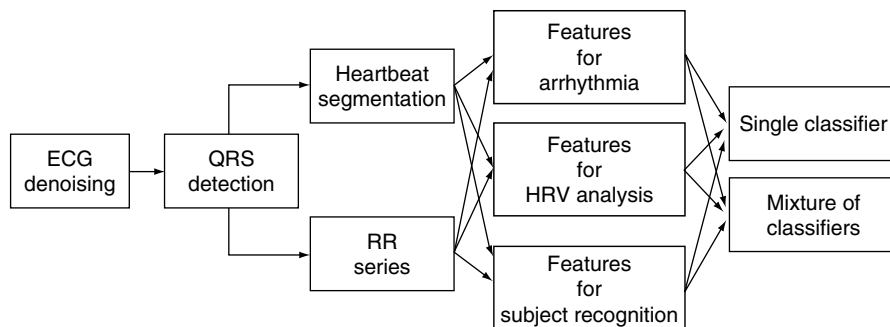 ECG
denoising
QRS
detection
Heartbeat
segmentation
RR
series
Features
for
arrhythmia
Features
for
HRV analysis
Features
for
subject recognition
Single classifier
Mixture of
classifiers